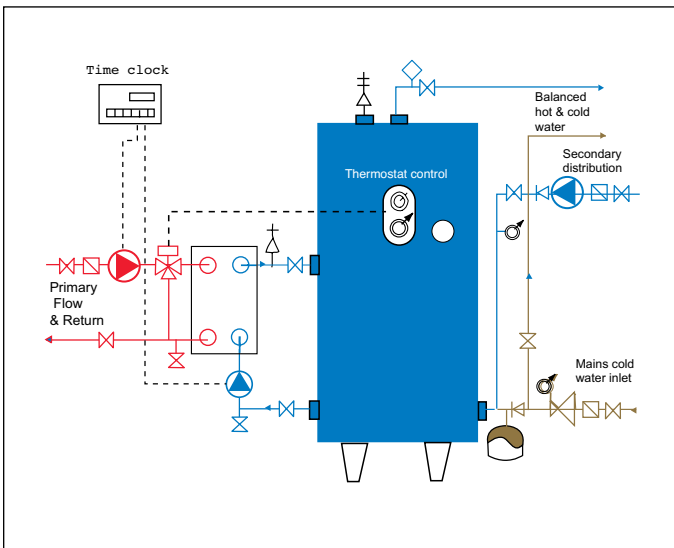 Time clock
Balanced
hot & cold
water
Secondary
distribution
Thermostat control
Primary
Flow
& Return
Mains cold
water inlet